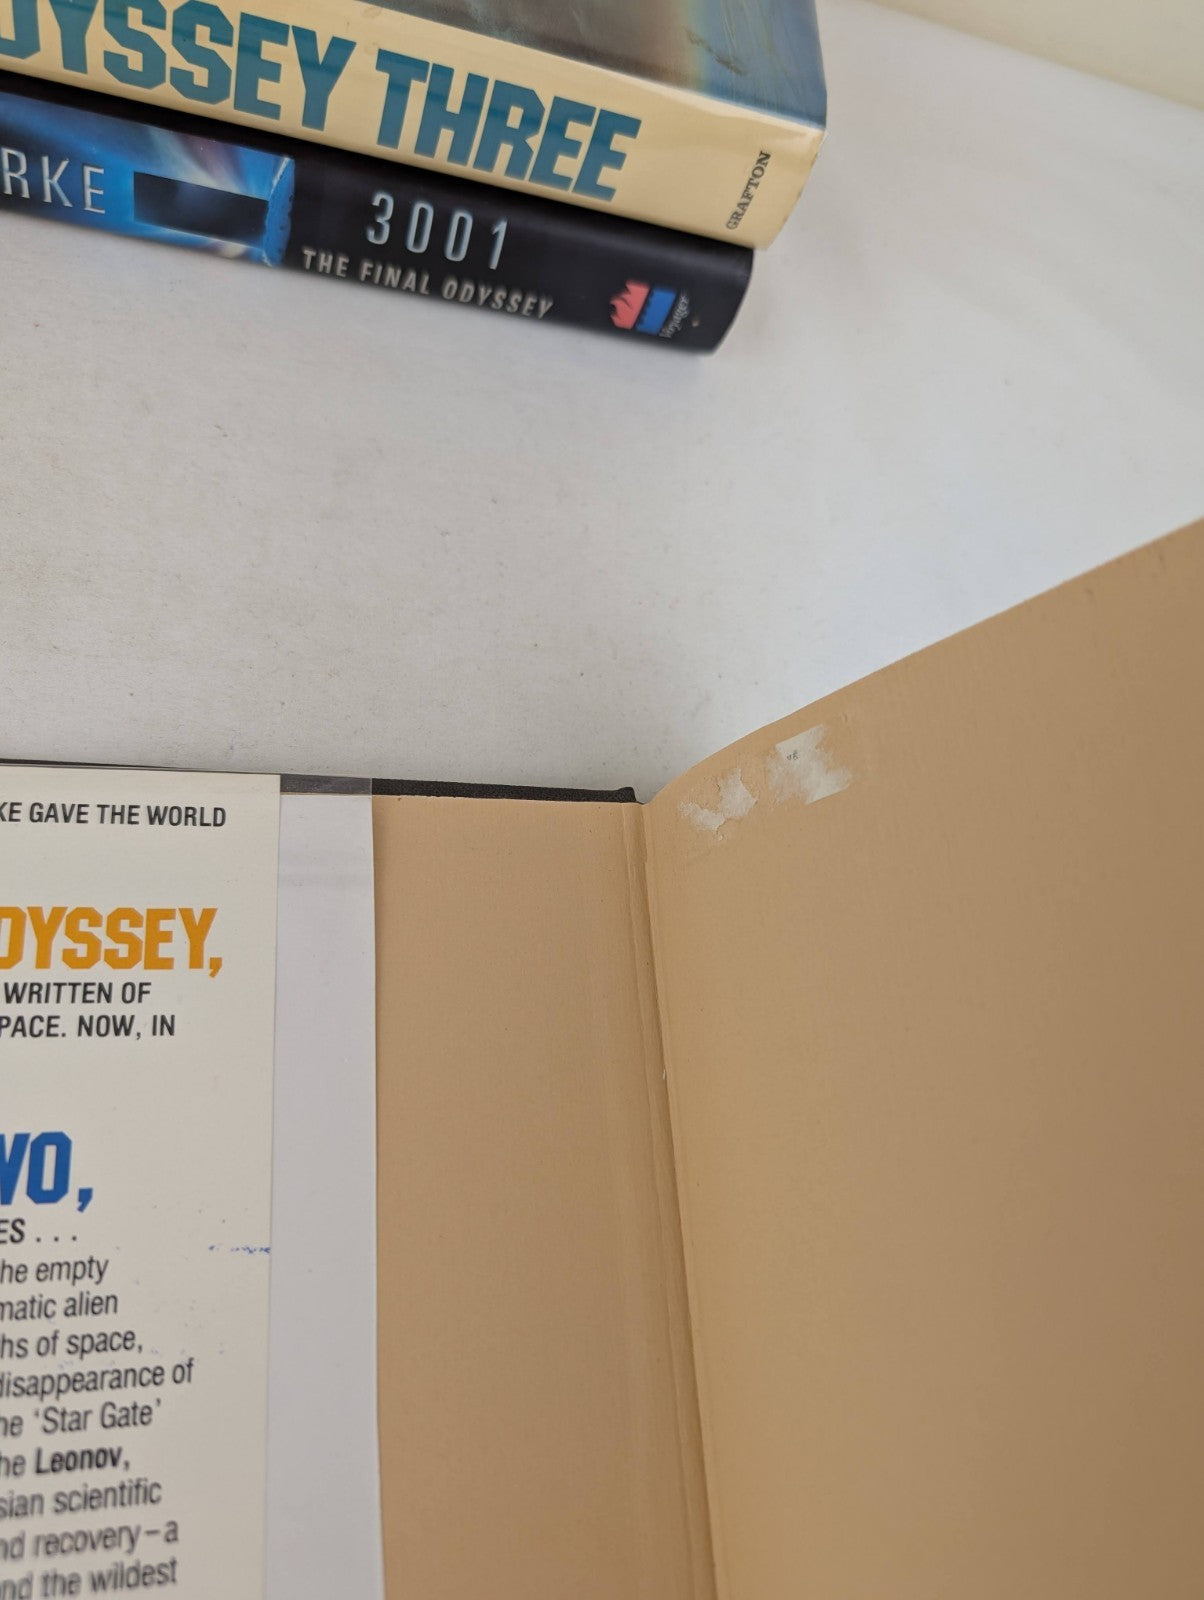 DYSSEY THREE
GRAFTON
RKE
3001
THE FINAL ODYSSEY
Voyager
KE GAVE THE WORLD
DYSSEY,
WRITTEN OF
PACE. NOW, IN
WO,
ES...
he empty
matic alien
hs of space,
disappearance of
he ‘Star Gate’
he Leonov,
sian scientific
nd recovery–a
nd the wildest